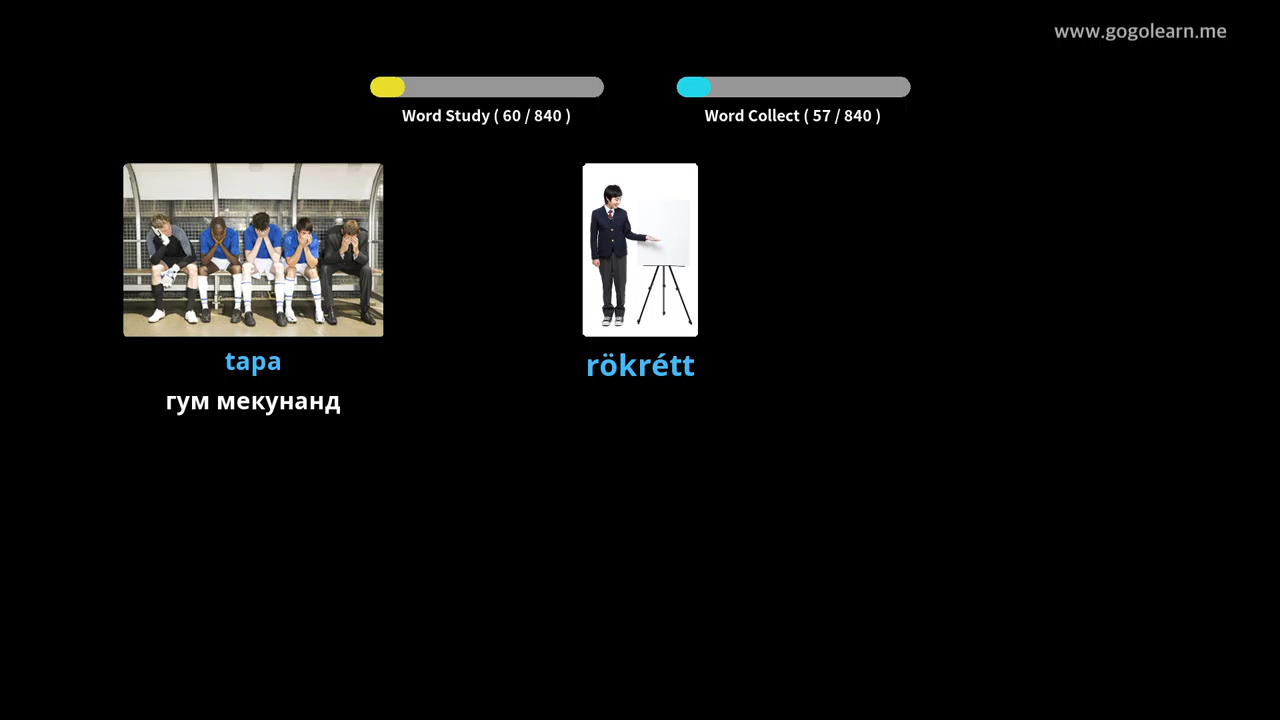 www.gogolearn.me
Word Study ( 60 / 840 )
Word Collect ( 57 / 840 )
tapa
гум мекунанд
rökrétt